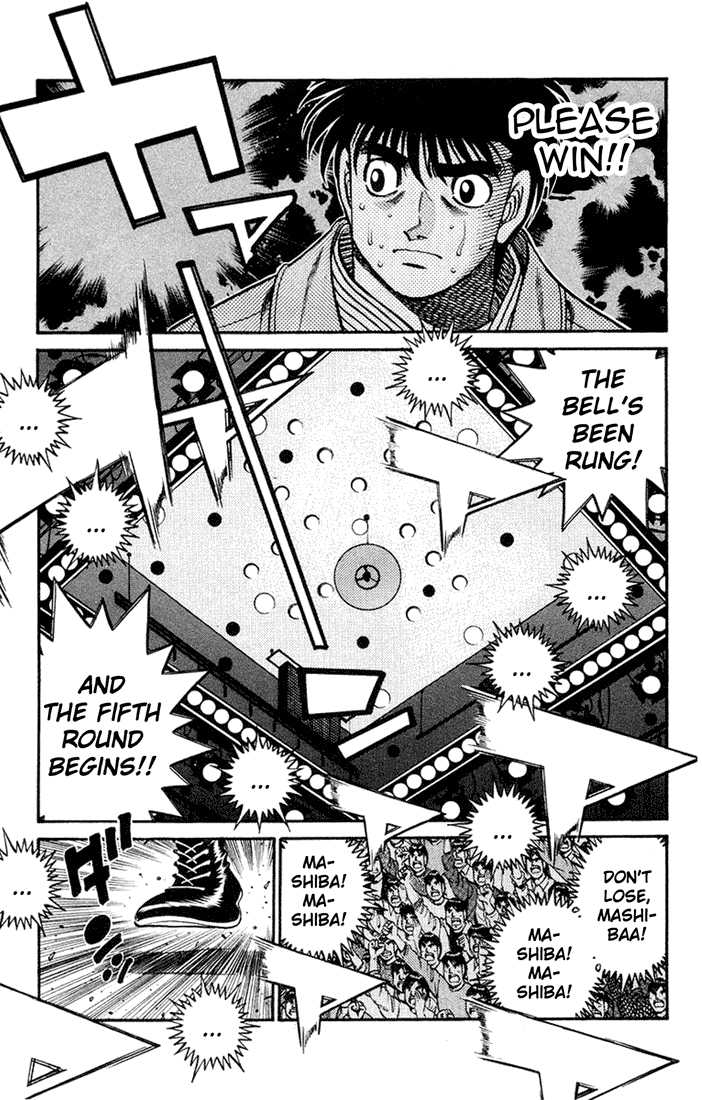 PLEASE
WIN!!
THE
BELL'S
BEEN
RUNG!
...
...
...
...
...
AND
THE FIFTH
ROUND
BEGINS!!
...
...
DON'T
LOSE,
MASHI-
BAA!
MA-
SHIBA!
MA-
SHIBA!
MA-
SHIBA!
MA-
SHIBA!
...
...